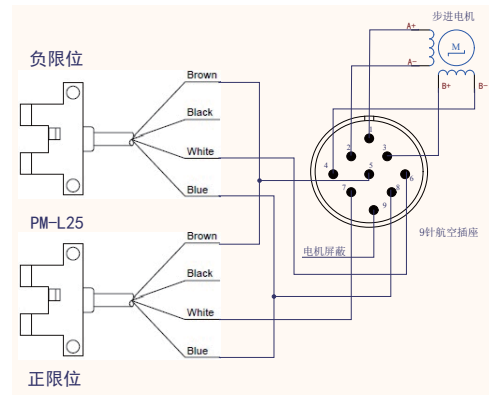 步进电机
A+
M
A-
B+
B-
负限位
Brown
Black
White
Blue
1
2
3
4
5
6
7
8
9
9针航空插座
电机屏蔽
PM-L25
Brown
Black
White
Blue
正限位